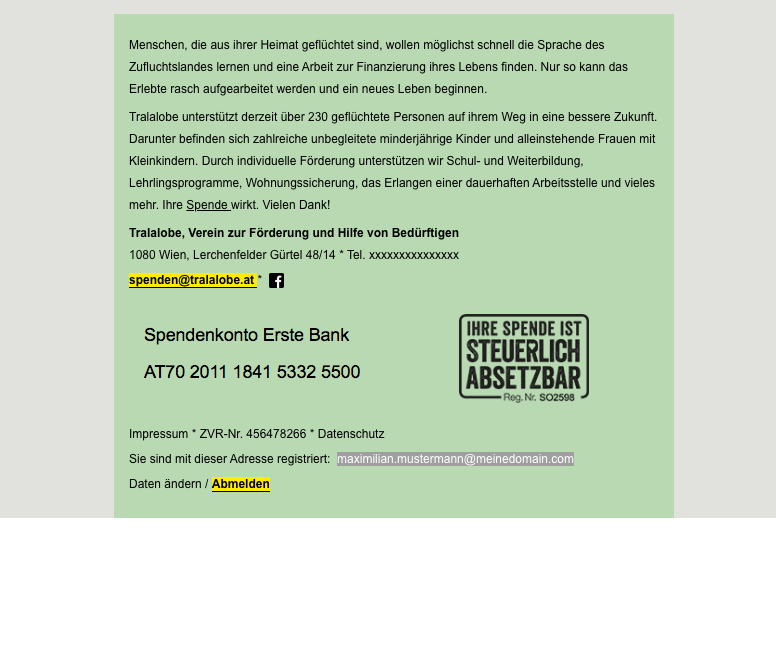 Menschen, die aus ihrer Heimat geflüchtet sind, wollen möglichst schnell die Sprache des
Zufluchtslandes lernen und eine Arbeit zur Finanzierung ihres Lebens finden. Nur so kann das
Erlebte rasch aufgearbeitet werden und ein neues Leben beginnen.
Tralalobe unterstützt derzeit über 230 geflüchtete Personen auf ihrem Weg in eine bessere Zukunft.
Darunter befinden sich zahlreiche unbegleitete minderjährige Kinder und alleinstehende Frauen mit
Kleinkindern. Durch individuelle Förderung unterstützen wir Schul- und Weiterbildung,
Lehrlingsprogramme, Wohnungssicherung, das Erlangen einer dauerhaften Arbeitsstelle und vieles
mehr. Ihre Spende wirkt. Vielen Dank!
Tralalobe, Verein zur Förderung und Hilfe von Bedürftigen
1080 Wien, Lerchenfelder Gürtel 48/14 * Tel. xxxxxxxxxxxxxxx
spenden@tralalobe.at *
Spendenkonto Erste Bank
AT70 2011 1841 5332 5500
IHRE SPENDE IST
STEUERLICH
ABSETZBAR
Reg. Nr. SO2598
Impressum * ZVR-Nr. 456478266 * Datenschutz
Sie sind mit dieser Adresse registriert: maximilian.mustermann@meinedomain.com
Daten ändern / Abmelden